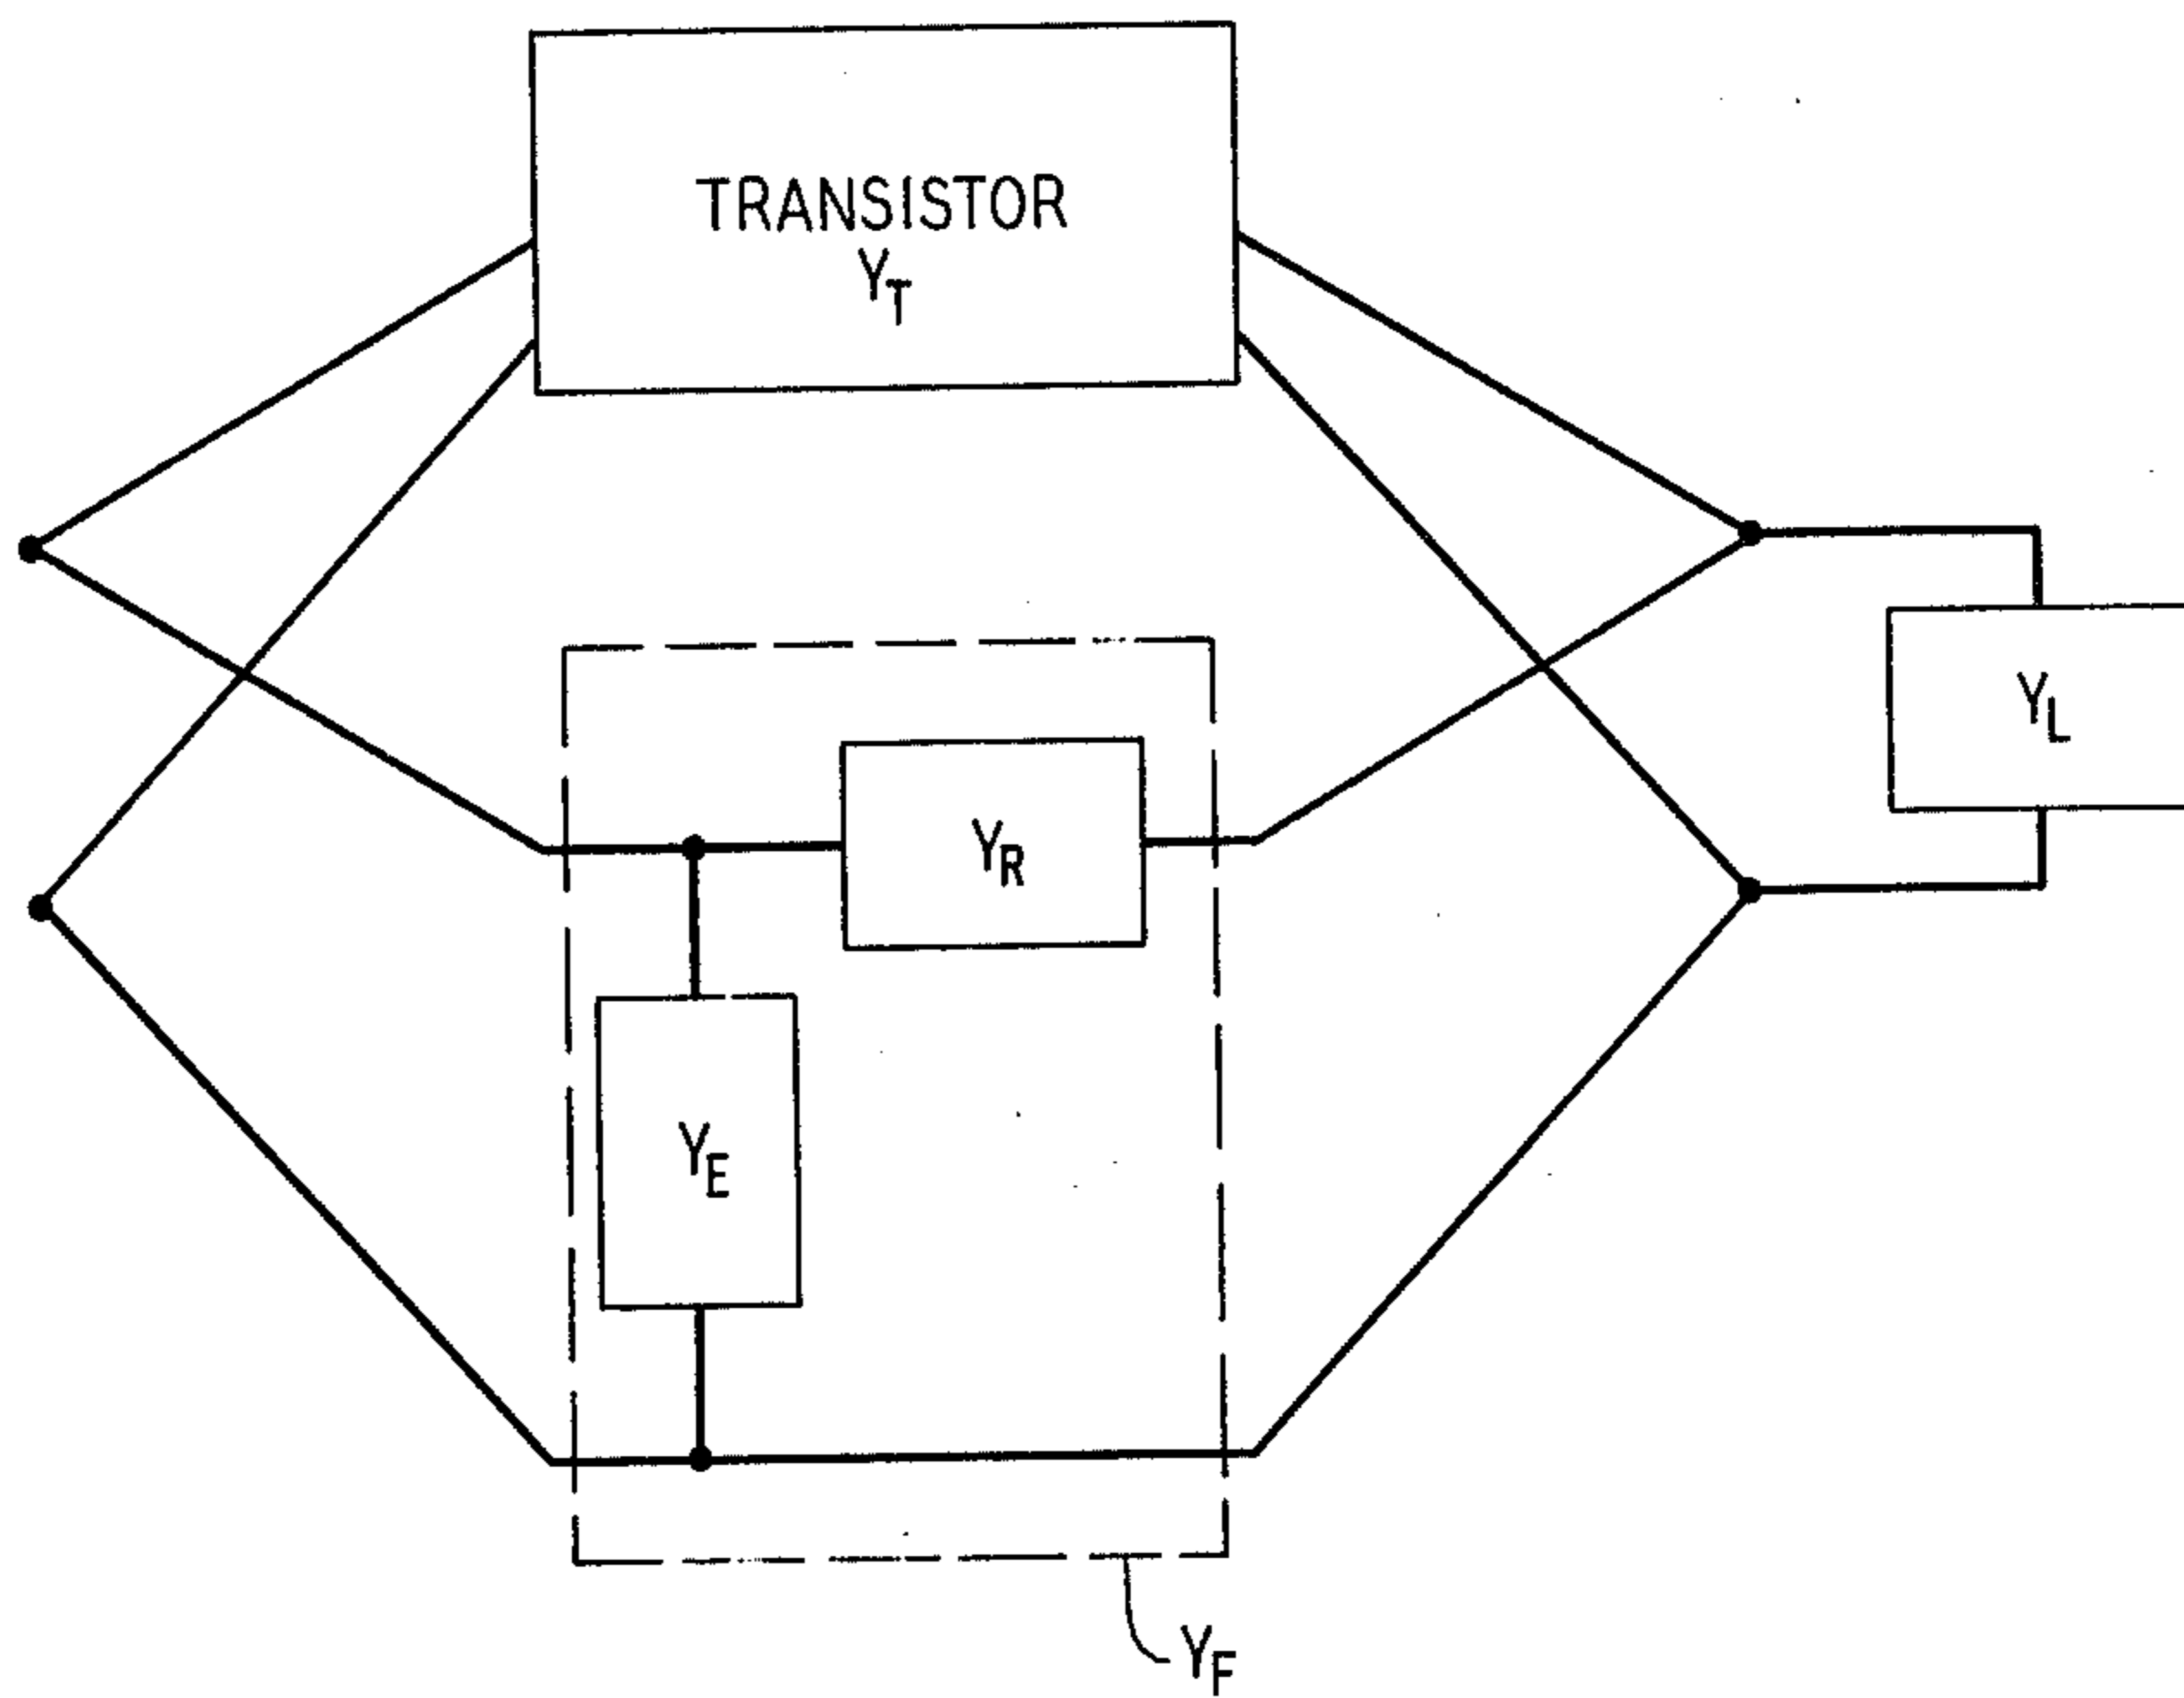 TRANSISTOR
Y_T
Y_L
Y_R
Y_E
Y_F